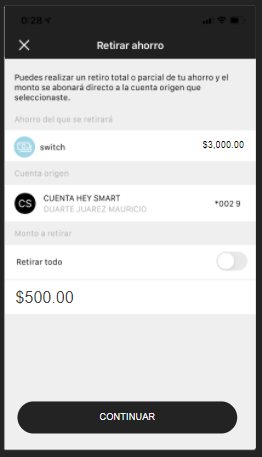 0:28
Retirar ahorro
Puedes realizar un retiro total o parcial de tu ahorro y el
monto se abonará directo a la cuenta origen que
seleccionaste.
Ahorro del que se retirará
switch $3,000.00
Cuenta origen
CS CUENTA HEY SMART
DUARTE JUAREZ MAURICIO *002 9
Monto a retirar
Retirar todo
$500.00
CONTINUAR